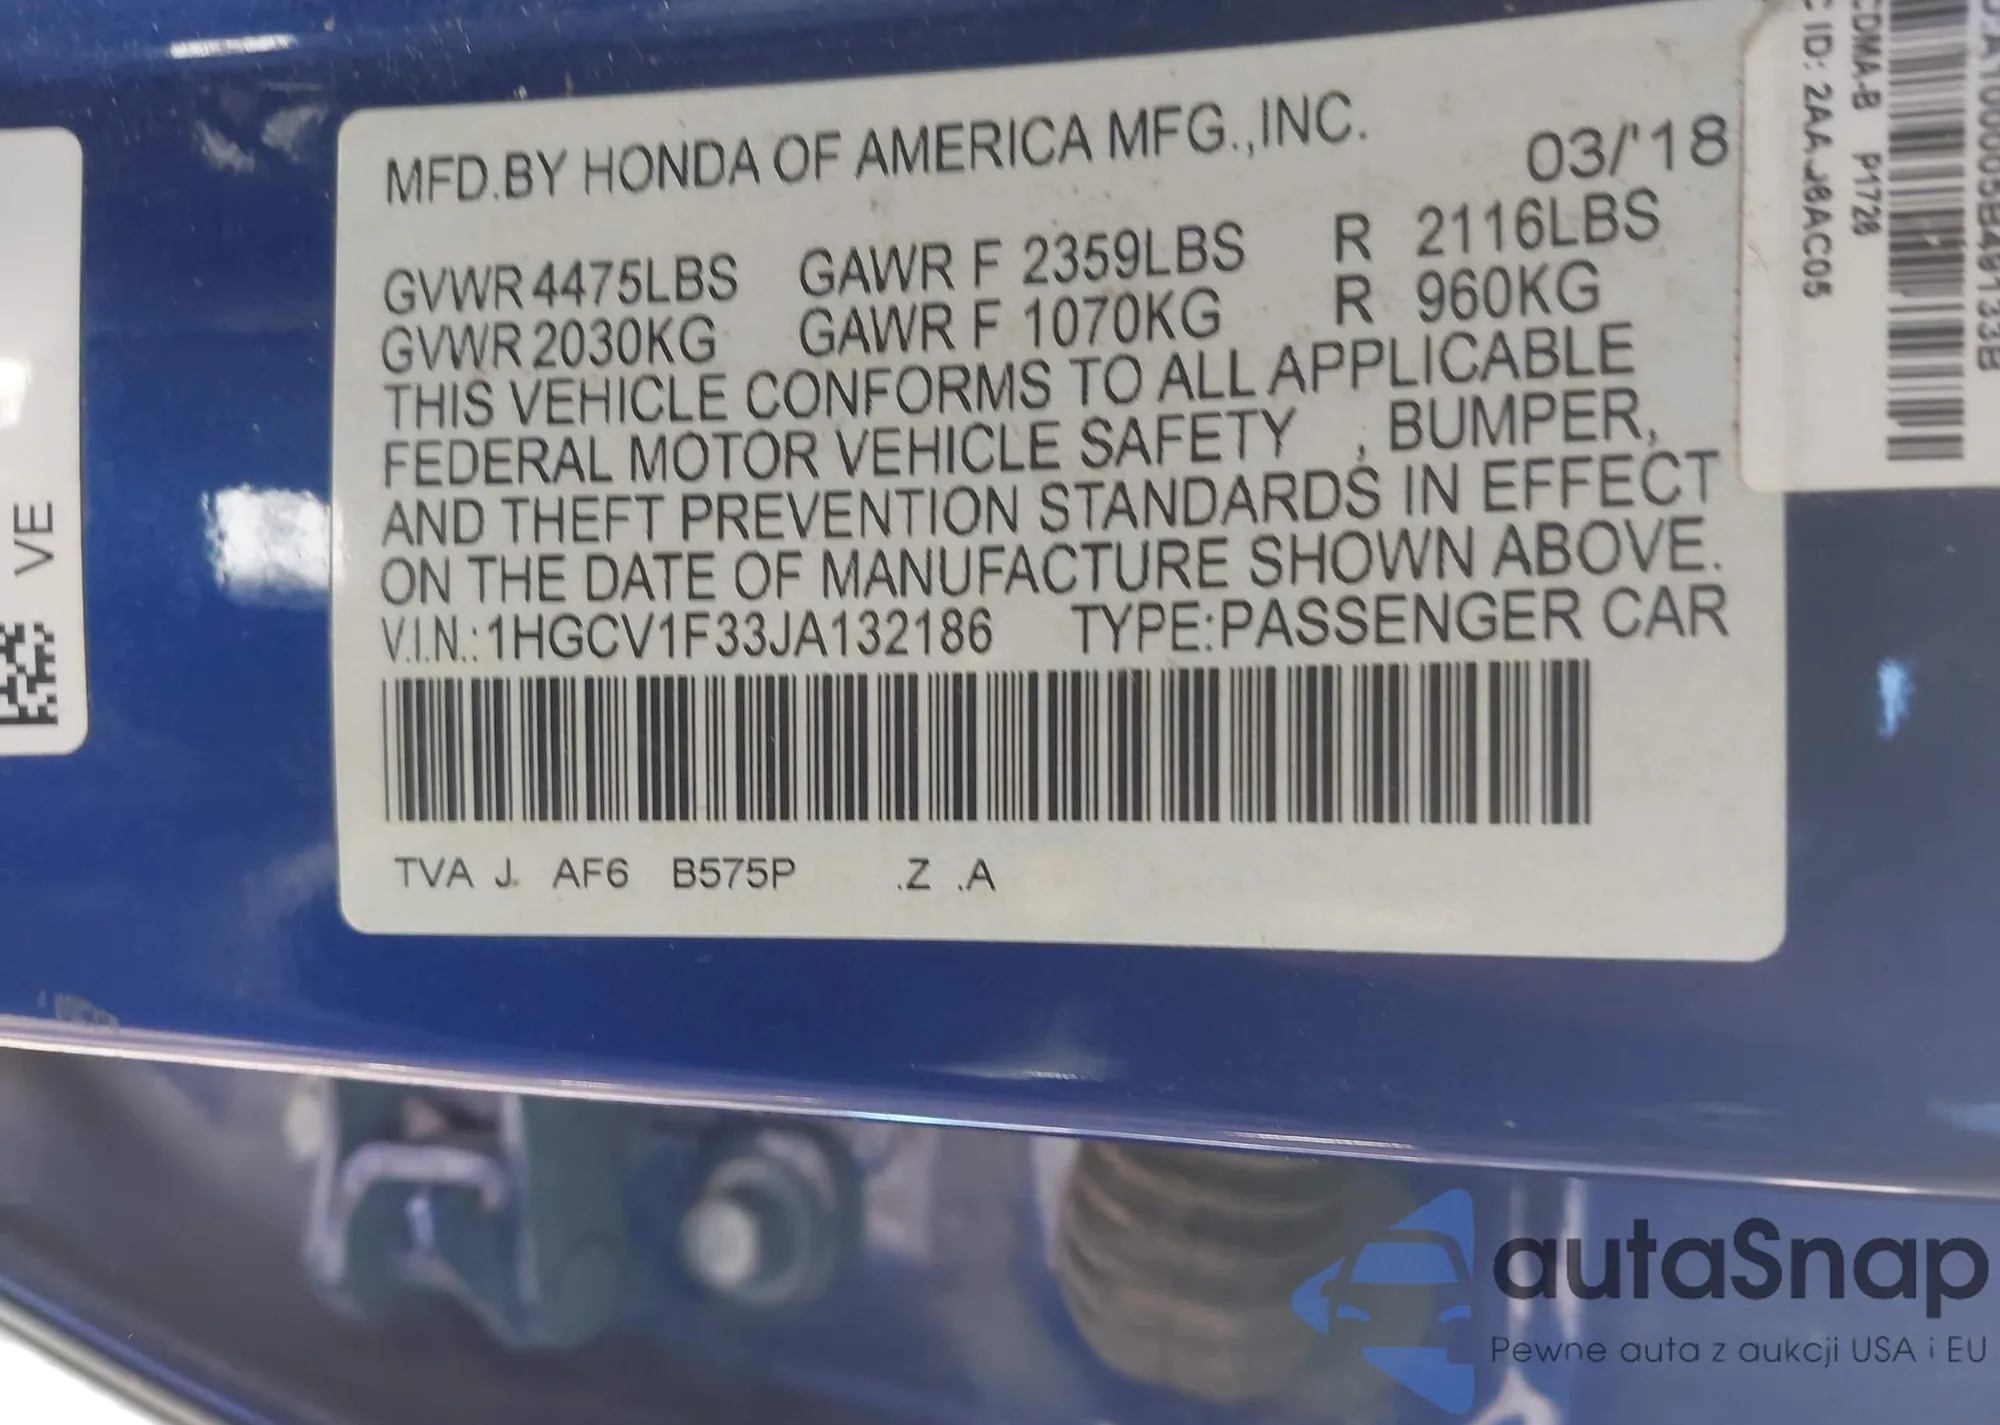 MFD.BY HONDA OF AMERICA MFG.,INC. 03/'18
GVWR 4475LBS GAWR F 2359LBS R 2116LBS
GVWR 2030KG GAWR F 1070KG R 960KG
THIS VEHICLE CONFORMS TO ALL APPLICABLE
FEDERAL MOTOR VEHICLE SAFETY , BUMPER,
AND THEFT PREVENTION STANDARDS IN EFFECT
ON THE DATE OF MANUFACTURE SHOWN ABOVE.
V.I.N.: 1HGCV1F33JA132186 TYPE:PASSENGER CAR
TVA J. AF6 B575P .Z .A
VE
CDMA-B P1728
autaSnap
Pewne auta z aukcji USA i EU